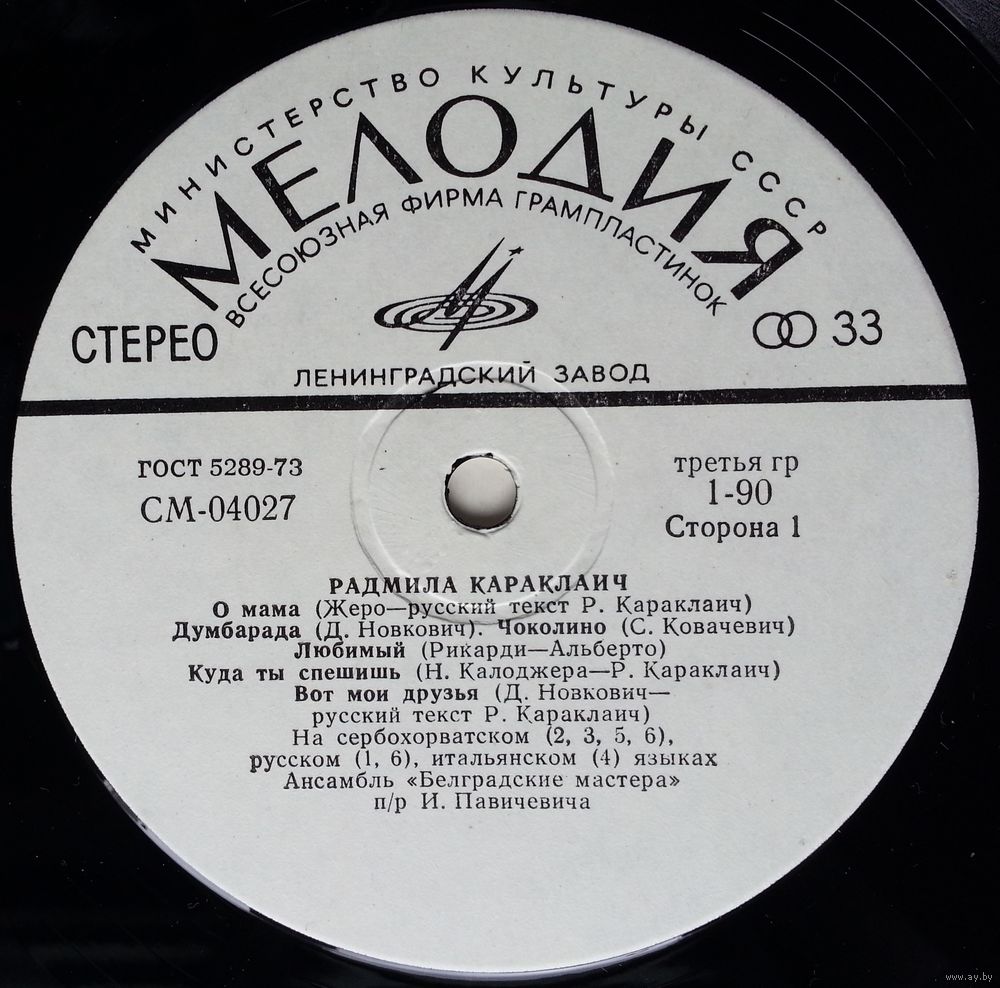 МИНИСТЕРСТВО КУЛЬТУРЫ СССР
МЕЛОДИЯ
ВСЕСОЮЗНАЯ ФИРМА ГРАМПЛАСТИНОК
СТЕРЕО
33
ЛЕНИНГРАДСКИЙ ЗАВОД
ГОСТ 5289-73
СМ-04027
третья гр
1-90
Сторона 1
РАДМИЛА КАРАКЛАИЧ
О мама (Жеро—русский текст Р. Караклаич)
Думбарада (Д. Новкович). Чоколино (С. Ковачевич)
Любимый (Рикарди—Альберто)
Куда ты спешишь (Н. Калоджера—Р. Караклаич)
Вот мои друзья (Д. Новкович—
русский текст Р. Караклаич)
На сербохорватском (2, 3, 5, 6),
русском (1, 6), итальянском (4) языках
Ансамбль «Белградские мастера»
п/р И. Павичевича
www.ay.by